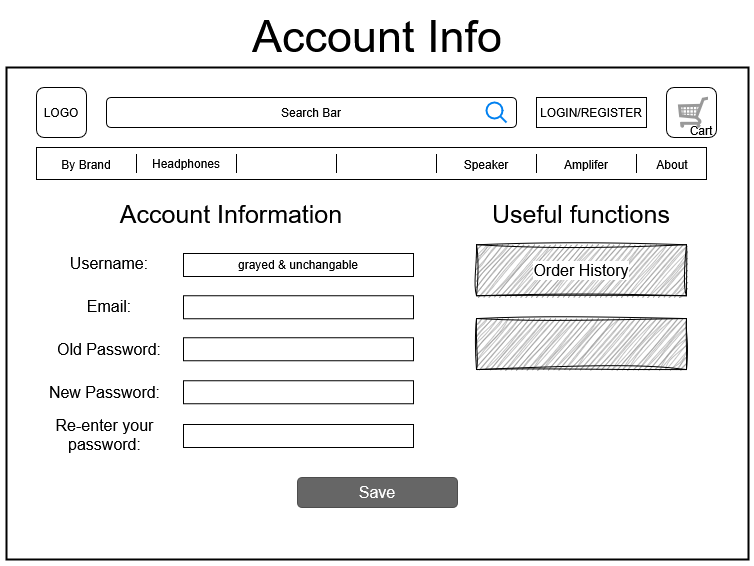 Account Info
LOGO
Search Bar
LOGIN/REGISTER
Cart
By Brand
Headphones
Speaker
Amplifer
About
Account Information
Useful functions
Username:
grayed & unchangable
Order History
Email:
Old Password:
New Password:
Re-enter your
password:
Save